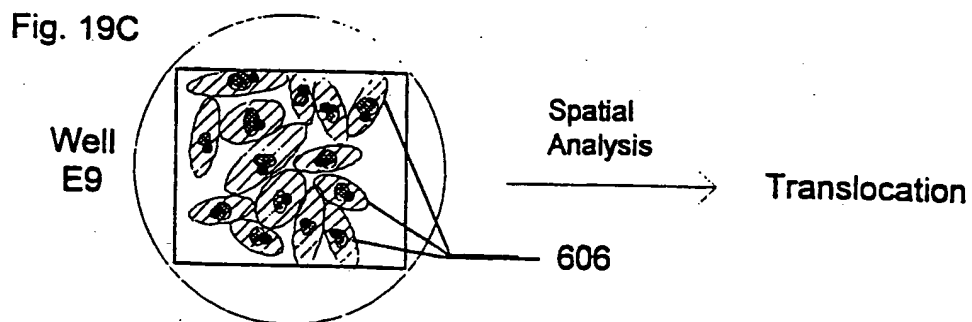 Fig. 19C
Well
E9
Spatial
Analysis
Translocation
606